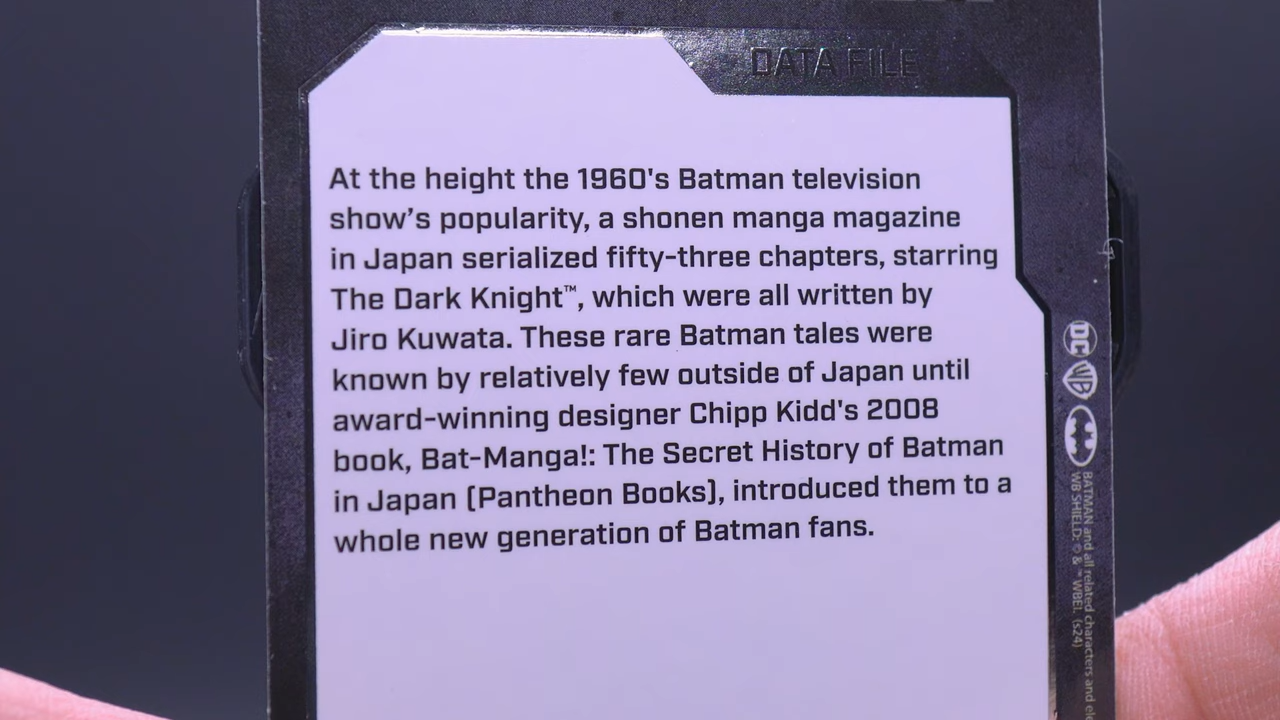 DATA FILE
At the height the 1960's Batman television
show’s popularity, a shonen manga magazine
in Japan serialized fifty-three chapters, starring
The Dark Knight™, which were all written by
Jiro Kuwata. These rare Batman tales were
known by relatively few outside of Japan until
award-winning designer Chipp Kidd's 2008
book, Bat-Manga!: The Secret History of Batman
in Japan (Pantheon Books), introduced them to a
whole new generation of Batman fans.
DC
WB
BATMAN and all related characters and ele
WB SHIELD: © & ™ WBEI. (s24)